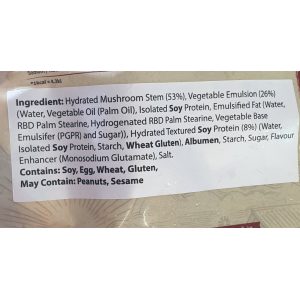 Ingredient: Hydrated Mushroom Stem (53%), Vegetable Emulsion (26%)
(Water, Vegetable Oil (Palm Oil), Isolated Soy Protein, Emulsified Fat (Water,
RBD Palm Stearine, Hydrogenated RBD Palm Stearine, Vegetable Base
Emulsifer (PGPR) and Sugar)), Hydrated Textured Soy Protein (8%) (Water,
Isolated Soy Protein, Starch, Wheat Gluten), Albumen, Starch, Sugar, Flavour
Enhancer (Monosodium Glutamate), Salt.
Contains: Soy, Egg, Wheat, Gluten,
May Contain: Peanuts, Sesame